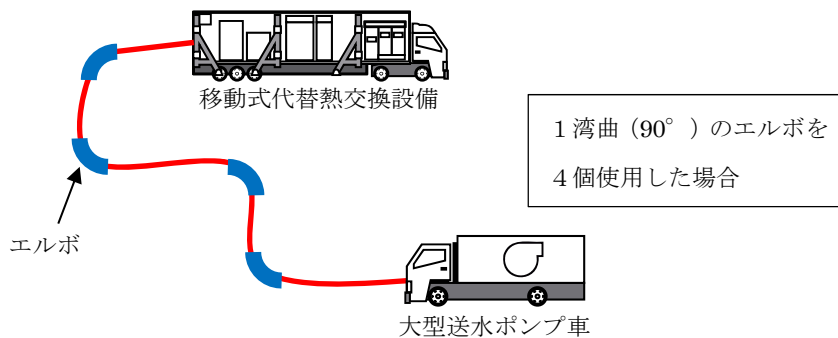 移動式代替熱交換設備
1湾曲（90°）のエルボを
4個使用した場合
エルボ
大型送水ポンプ車